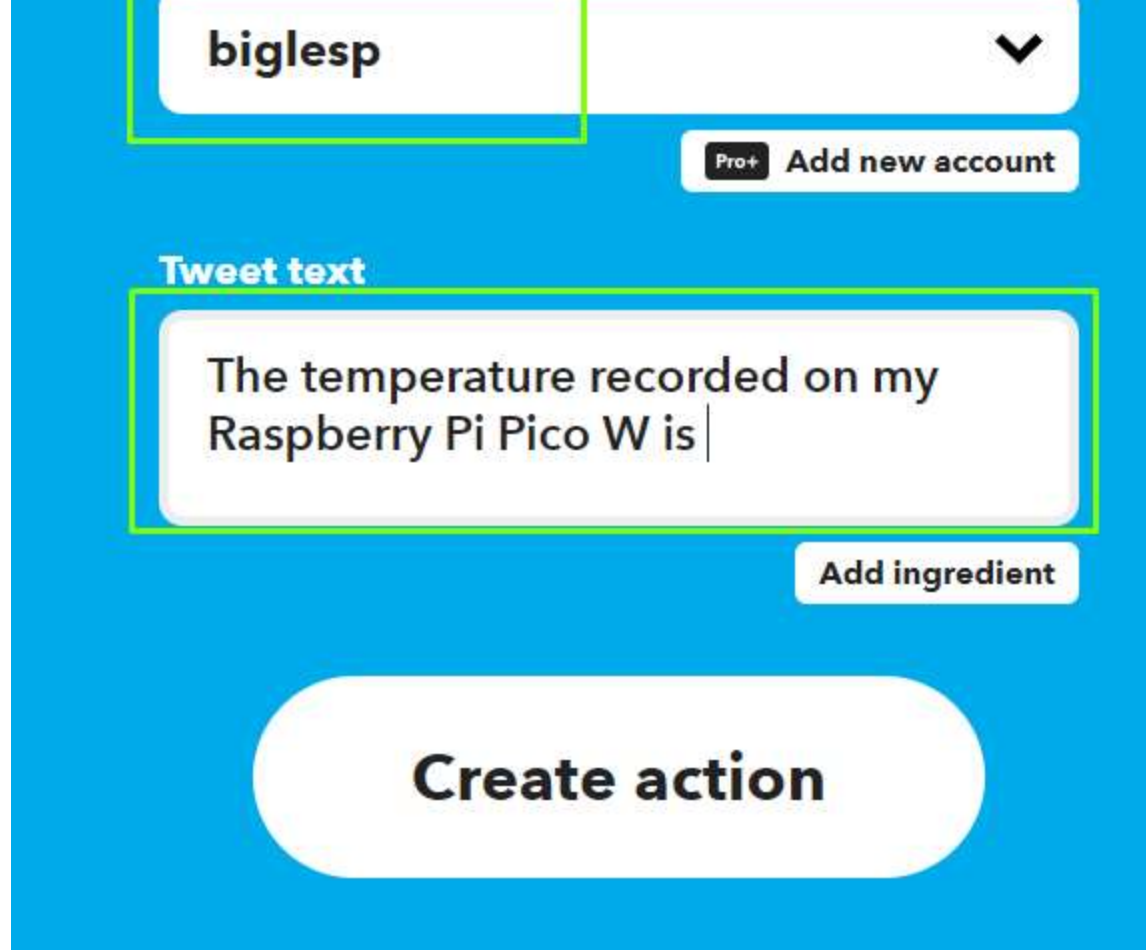 biglesp
Pro+ Add new account
Tweet text
The temperature recorded on my
Raspberry Pi Pico W is
Add ingredient
Create action